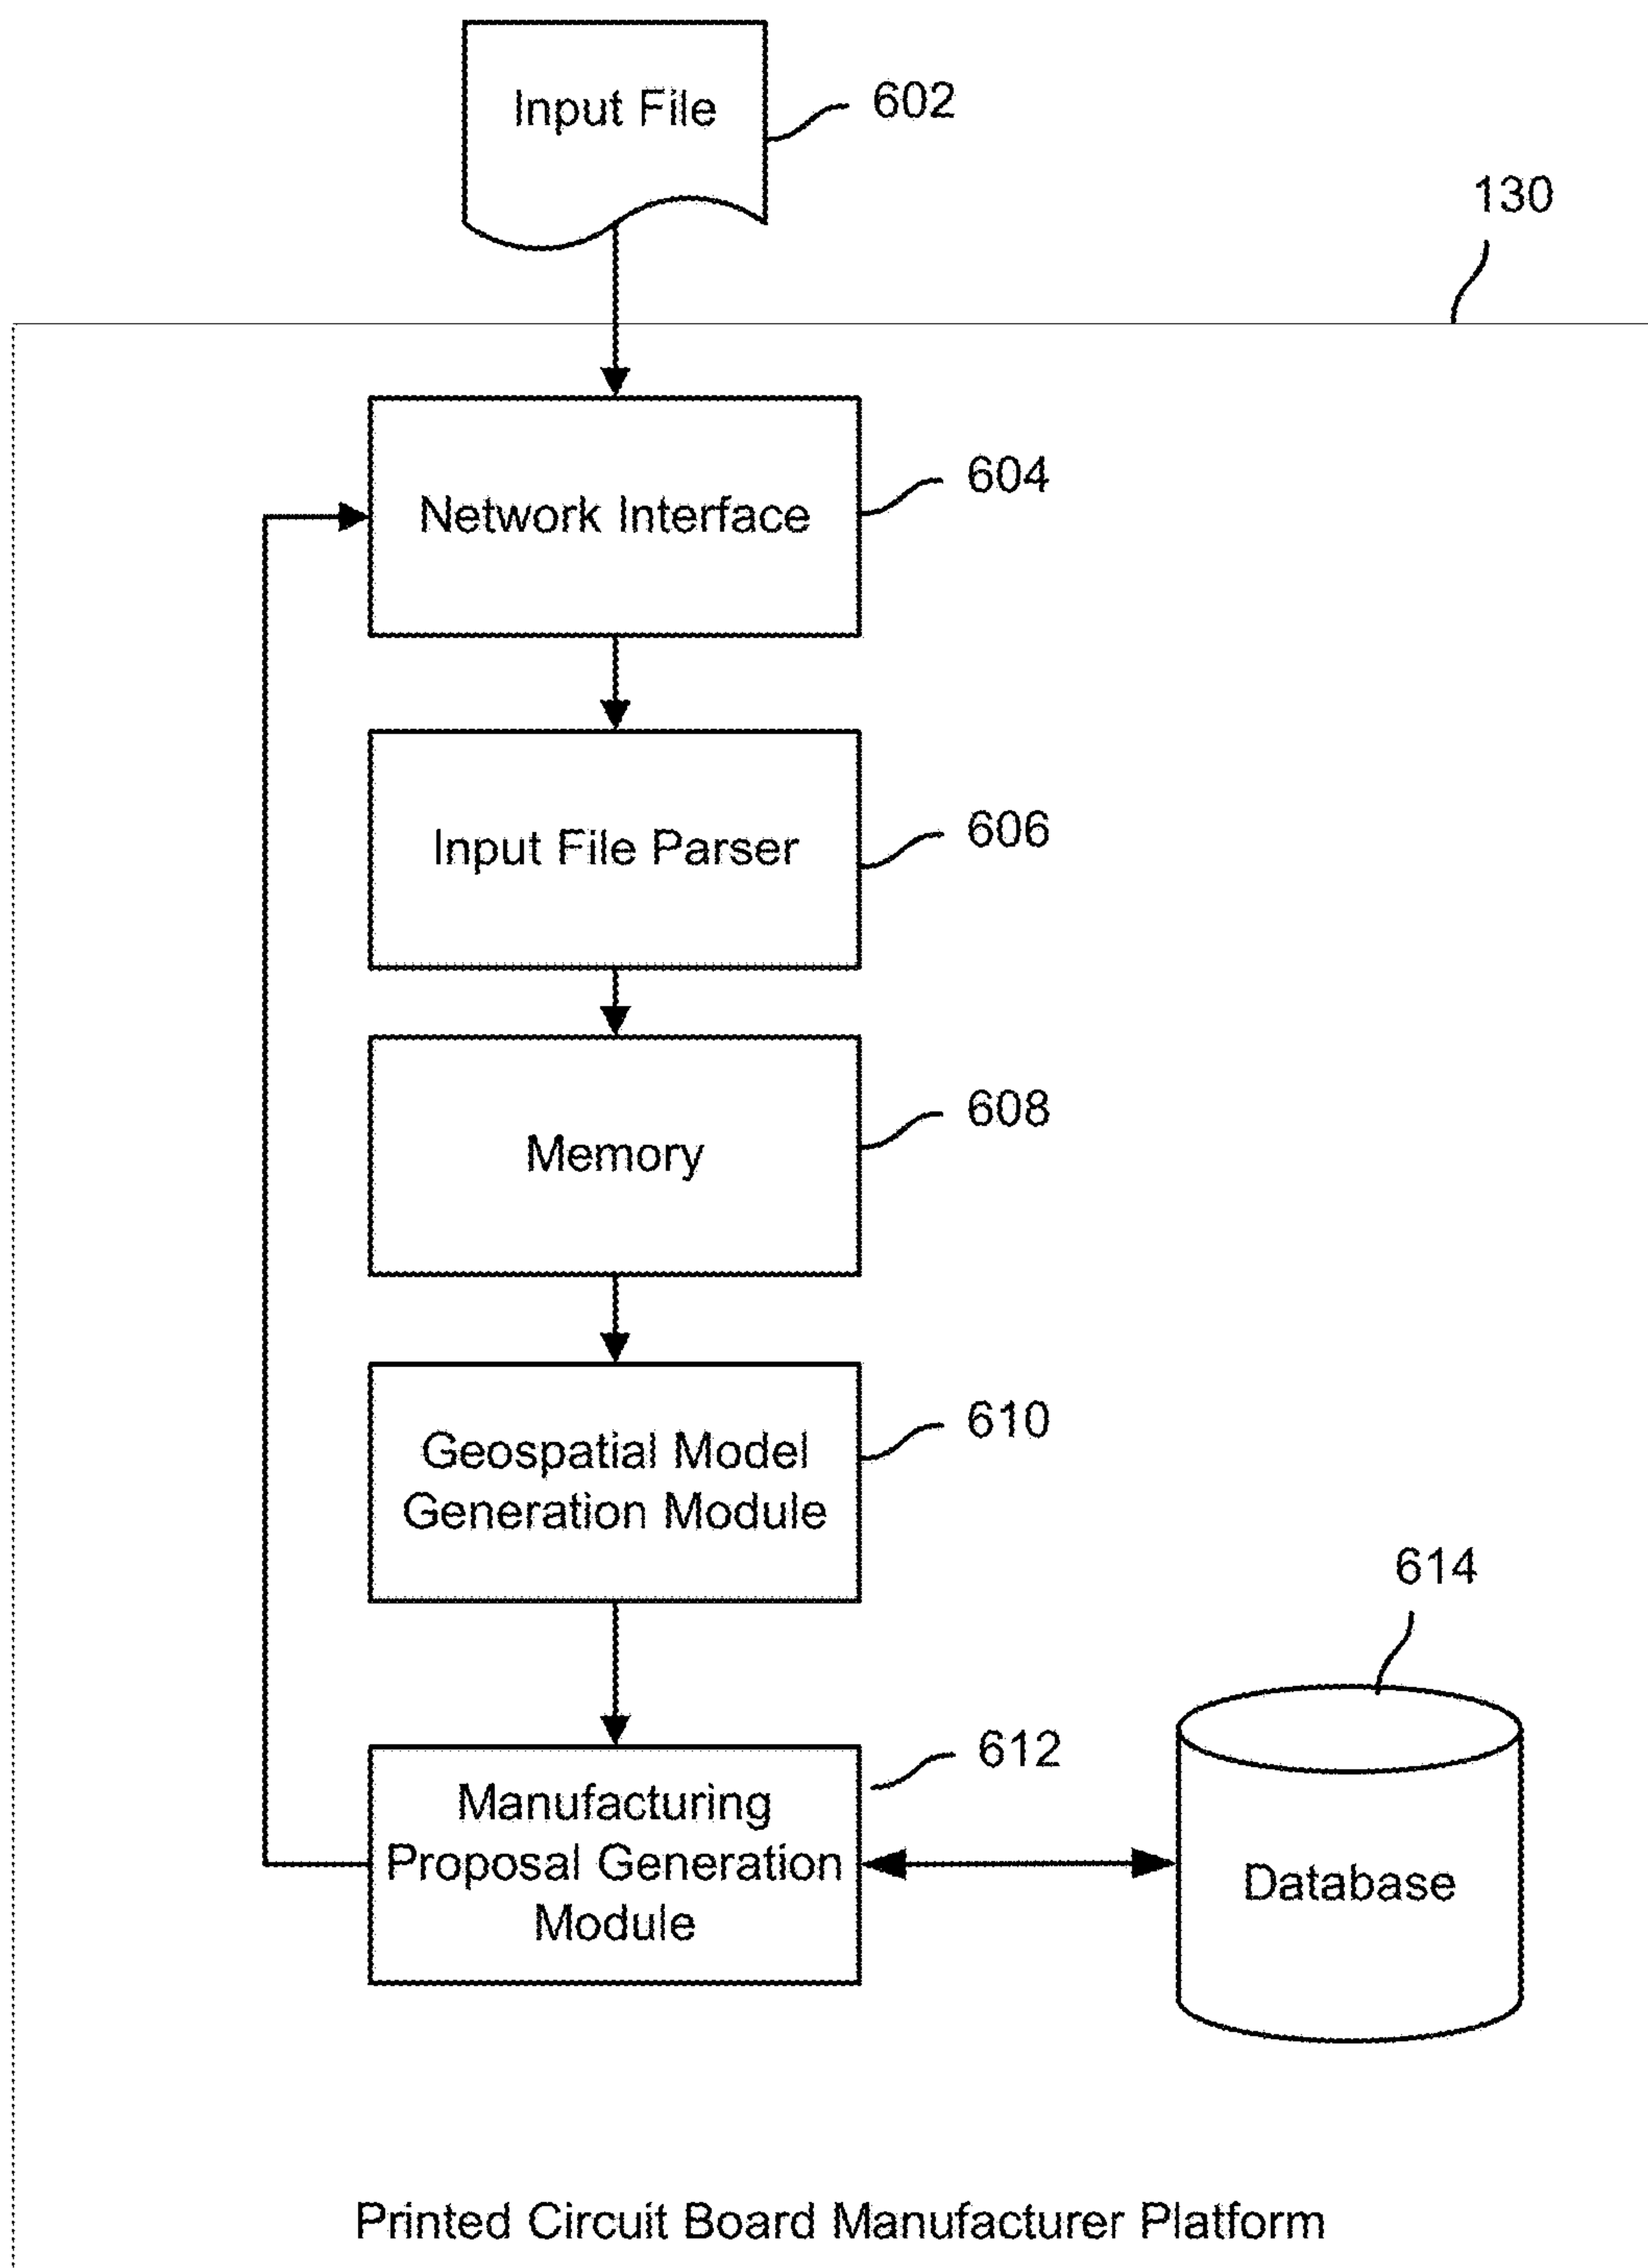 Input File
602
130
Network Interface
604
Input File Parser
606
Memory
608
Geospatial Model
Generation Module
610
614
Manufacturing
Proposal Generation
Module
612
Database
Printed Circuit Board Manufacturer Platform